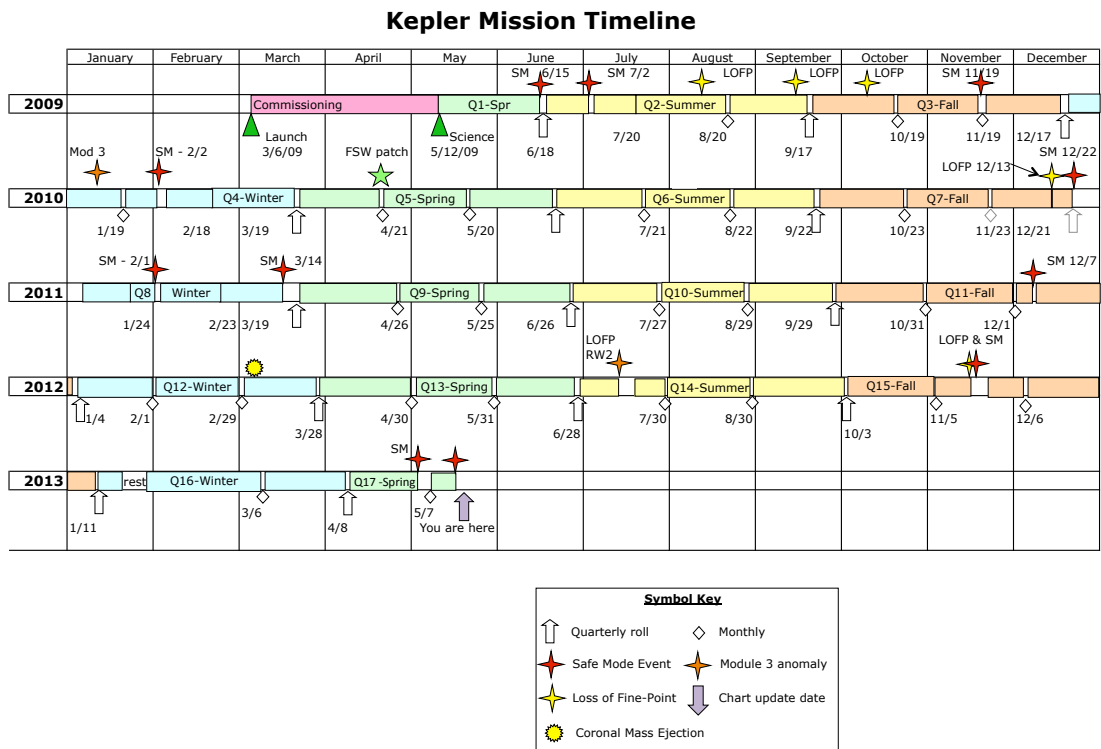 Kepler Mission Timeline
January February March April May June July August September October November December
SM 6/15 SM 7/2 LOFP LOFP LOFP SM 11/19
2009 Commissioning Q1-Spr Q2-Summer Q3-Fall
Launch Science 7/20 8/20 10/19 11/19 12/17
3/6/09 5/12/09 6/18 9/17
Mod 3 SM - 2/2 FSW patch LOFP 12/13 SM 12/22
2010 Q4-Winter Q5-Spring Q6-Summer Q7-Fall
1/19 2/18 3/19 4/21 5/20 7/21 8/22 9/22 10/23 11/23 12/21
SM - 2/1 SM 3/14 SM 12/7
2011 Q8 Winter Q9-Spring Q10-Summer Q11-Fall
1/24 2/23 3/19 4/26 5/25 6/26 7/27 8/29 9/29 10/31 12/1
LOFP
RW2
LOFP & SM
2012 Q12-Winter Q13-Spring Q14-Summer Q15-Fall
1/4 2/1 2/29 3/28 4/30 5/31 6/28 7/30 8/30 10/3 11/5 12/6
SM
2013 rest Q16-Winter Q17 -Spring
1/11 3/6 4/8 5/7
You are here
Symbol Key
Quarterly roll Monthly
Safe Mode Event Module 3 anomaly
Loss of Fine-Point Chart update date
Coronal Mass Ejection